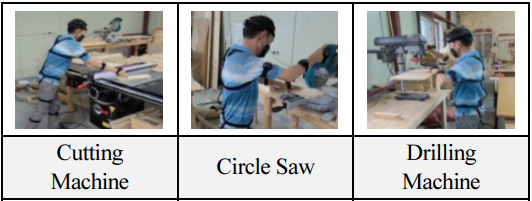 Cutting
Machine
Circle Saw
Drilling
Machine